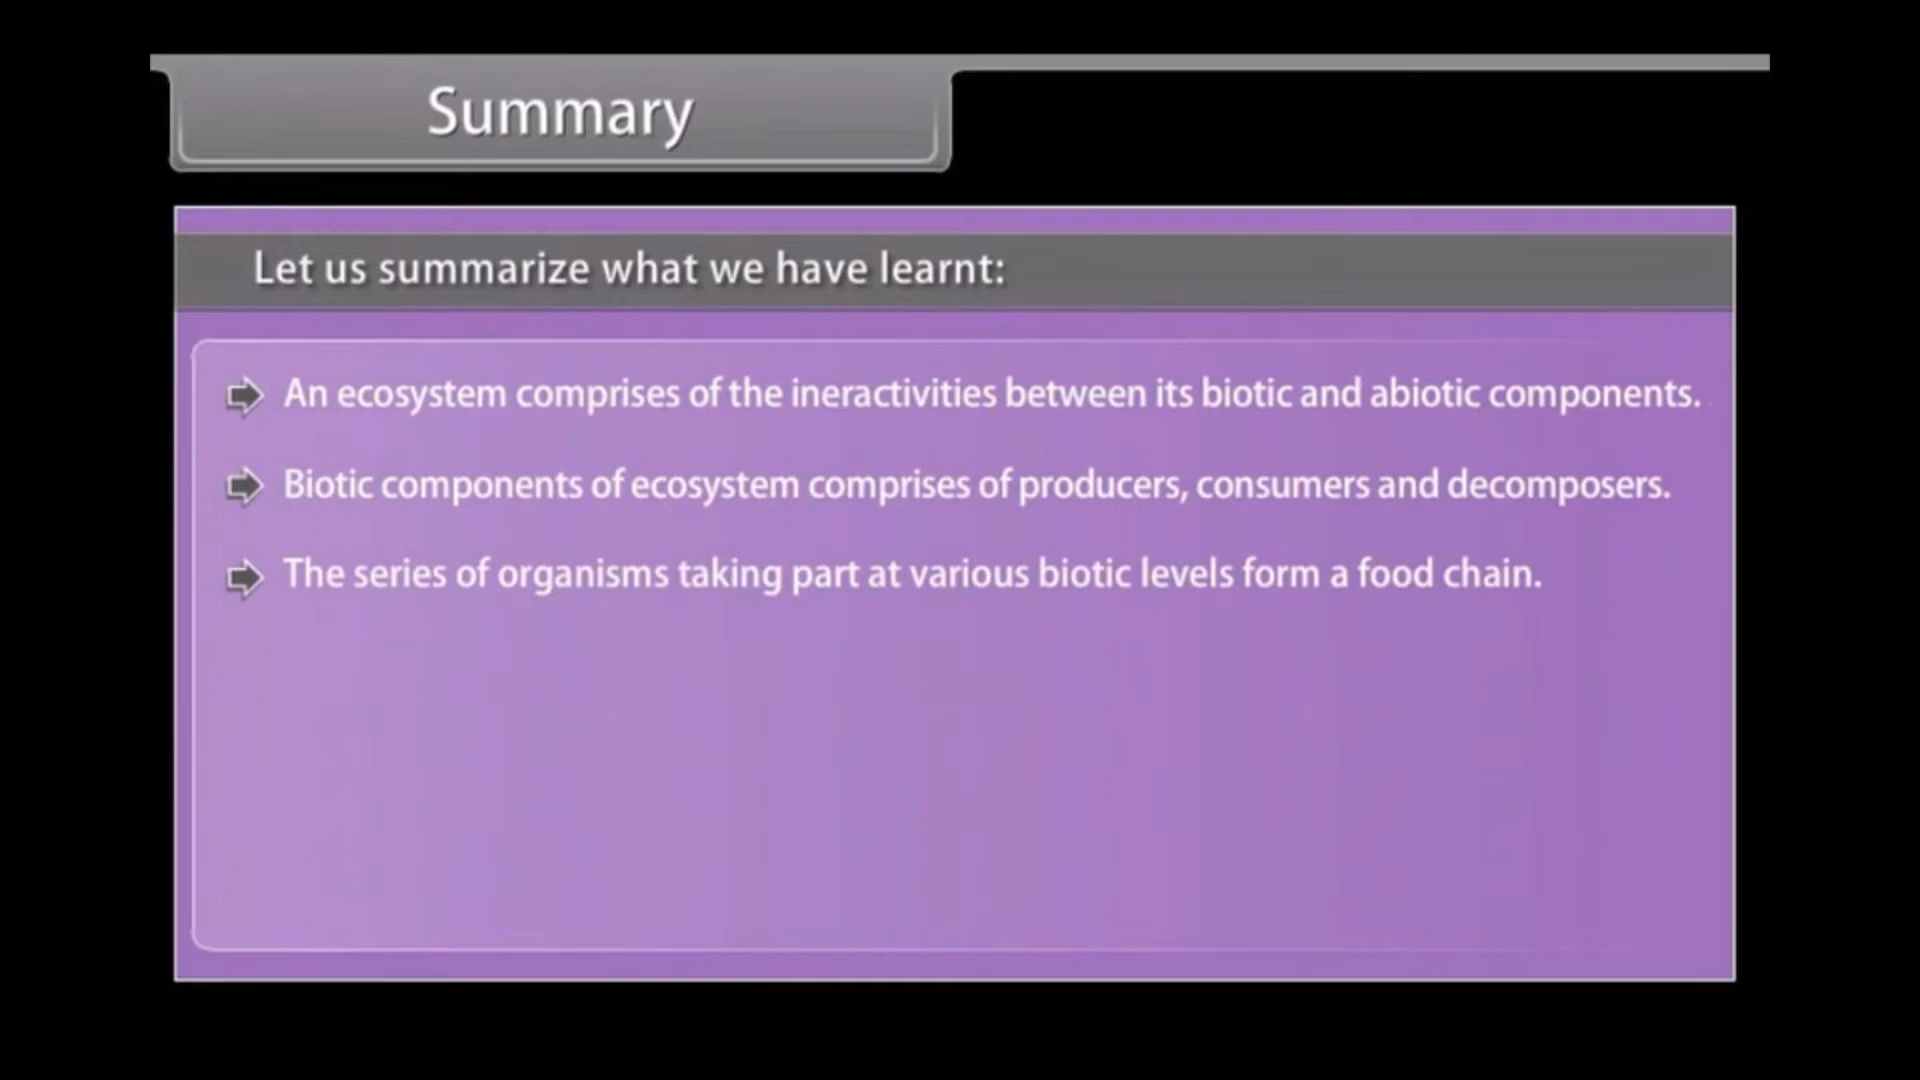 Summary
Let us summarize what we have learnt:
An ecosystem comprises of the ineractivities between its biotic and abiotic components.
Biotic components of ecosystem comprises of producers, consumers and decomposers.
The series of organisms taking part at various biotic levels form a food chain.